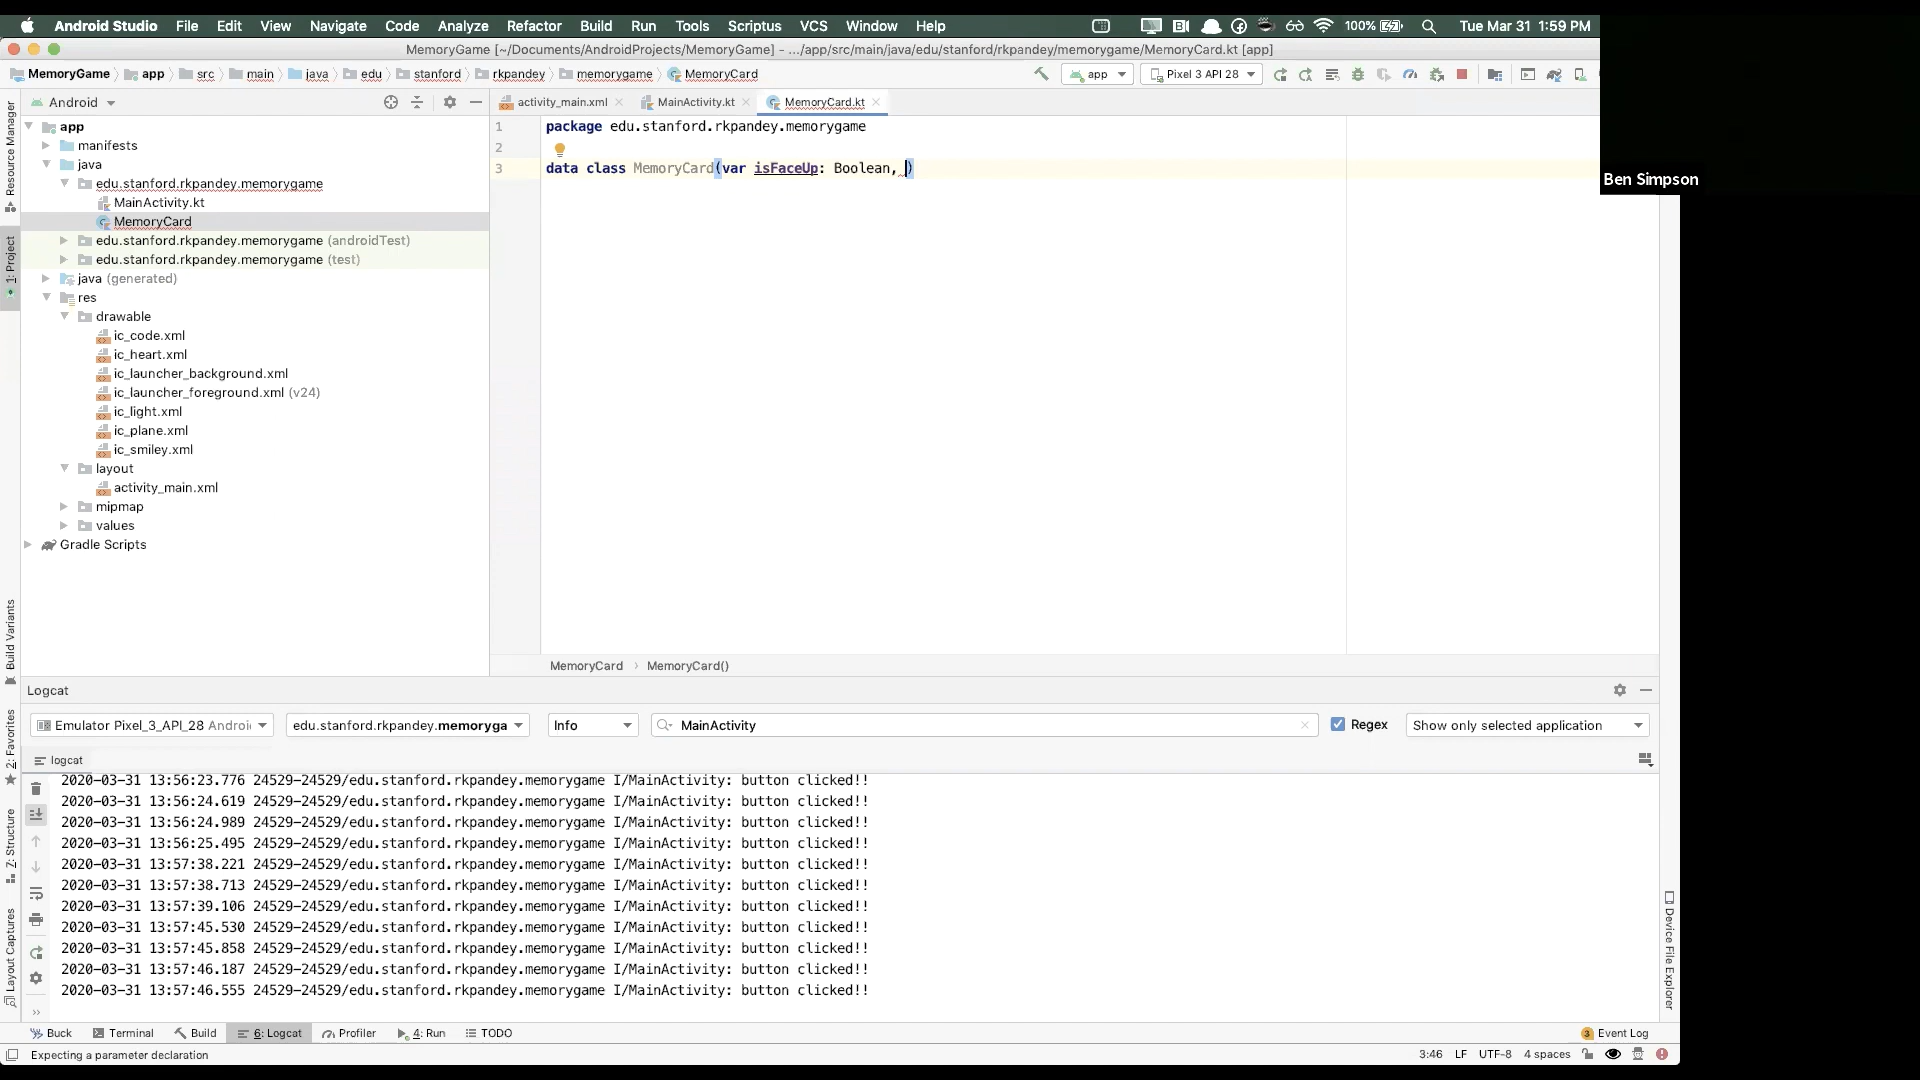 Android Studio File Edit View Navigate Code Analyze Refactor Build Run Tools Scriptus VCS Window Help 100% Tue Mar 31 1:59 PM
MemoryGame [~/Documents/AndroidProjects/MemoryGame] - .../app/src/main/java/edu/stanford/rkpandey/memorygame/MemoryCard.kt [app]
MemoryGame app src main java edu stanford rkpandey memorygame MemoryCard app Pixel 3 API 28
Android activity_main.xml MainActivity.kt MemoryCard.kt
Resource Manager
1: Project
Build Variants
2: Favorites
Z: Structure
Layout Captures
app
manifests
java
edu.stanford.rkpandey.memorygame
MainActivity.kt
MemoryCard
edu.stanford.rkpandey.memorygame (androidTest)
edu.stanford.rkpandey.memorygame (test)
java (generated)
res
drawable
ic_code.xml
ic_heart.xml
ic_launcher_background.xml
ic_launcher_foreground.xml (v24)
ic_light.xml
ic_plane.xml
ic_smiley.xml
layout
activity_main.xml
mipmap
values
Gradle Scripts
1 package edu.stanford.rkpandey.memorygame
2
3 data class MemoryCard(var isFaceUp: Boolean, )
Ben Simpson
MemoryCard › MemoryCard()
Logcat
Emulator Pixel_3_API_28 Androi edu.stanford.rkpandey.memoryga Info MainActivity Regex Show only selected application
logcat
2020-03-31 13:56:23.776 24529-24529/edu.stanford.rkpandey.memorygame I/MainActivity: button clicked!!
2020-03-31 13:56:24.619 24529-24529/edu.stanford.rkpandey.memorygame I/MainActivity: button clicked!!
2020-03-31 13:56:24.989 24529-24529/edu.stanford.rkpandey.memorygame I/MainActivity: button clicked!!
2020-03-31 13:56:25.495 24529-24529/edu.stanford.rkpandey.memorygame I/MainActivity: button clicked!!
2020-03-31 13:57:38.221 24529-24529/edu.stanford.rkpandey.memorygame I/MainActivity: button clicked!!
2020-03-31 13:57:38.713 24529-24529/edu.stanford.rkpandey.memorygame I/MainActivity: button clicked!!
2020-03-31 13:57:39.106 24529-24529/edu.stanford.rkpandey.memorygame I/MainActivity: button clicked!!
2020-03-31 13:57:45.530 24529-24529/edu.stanford.rkpandey.memorygame I/MainActivity: button clicked!!
2020-03-31 13:57:45.858 24529-24529/edu.stanford.rkpandey.memorygame I/MainActivity: button clicked!!
2020-03-31 13:57:46.187 24529-24529/edu.stanford.rkpandey.memorygame I/MainActivity: button clicked!!
2020-03-31 13:57:46.555 24529-24529/edu.stanford.rkpandey.memorygame I/MainActivity: button clicked!!
Device File Explorer
Buck Terminal Build 6: Logcat Profiler 4: Run TODO 3 Event Log
Expecting a parameter declaration 3:46 LF UTF-8 4 spaces